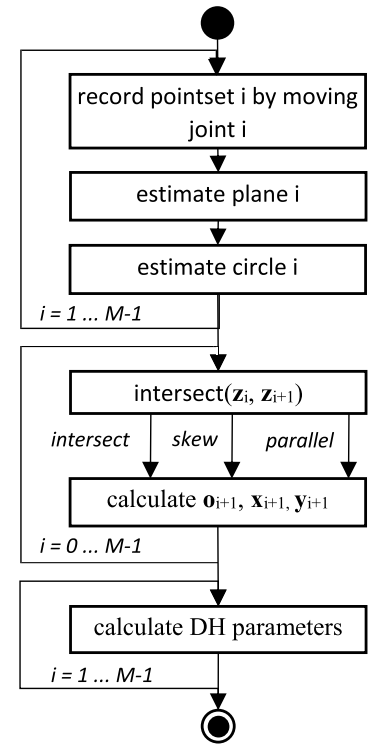 record pointset i by moving
joint i
estimate plane i
estimate circle i
i = 1 ... M-1
intersect(zi, zi+1)
intersect skew parallel
calculate oi+1, xi+1, yi+1
i = 0 ... M-1
calculate DH parameters
i = 1 ... M-1